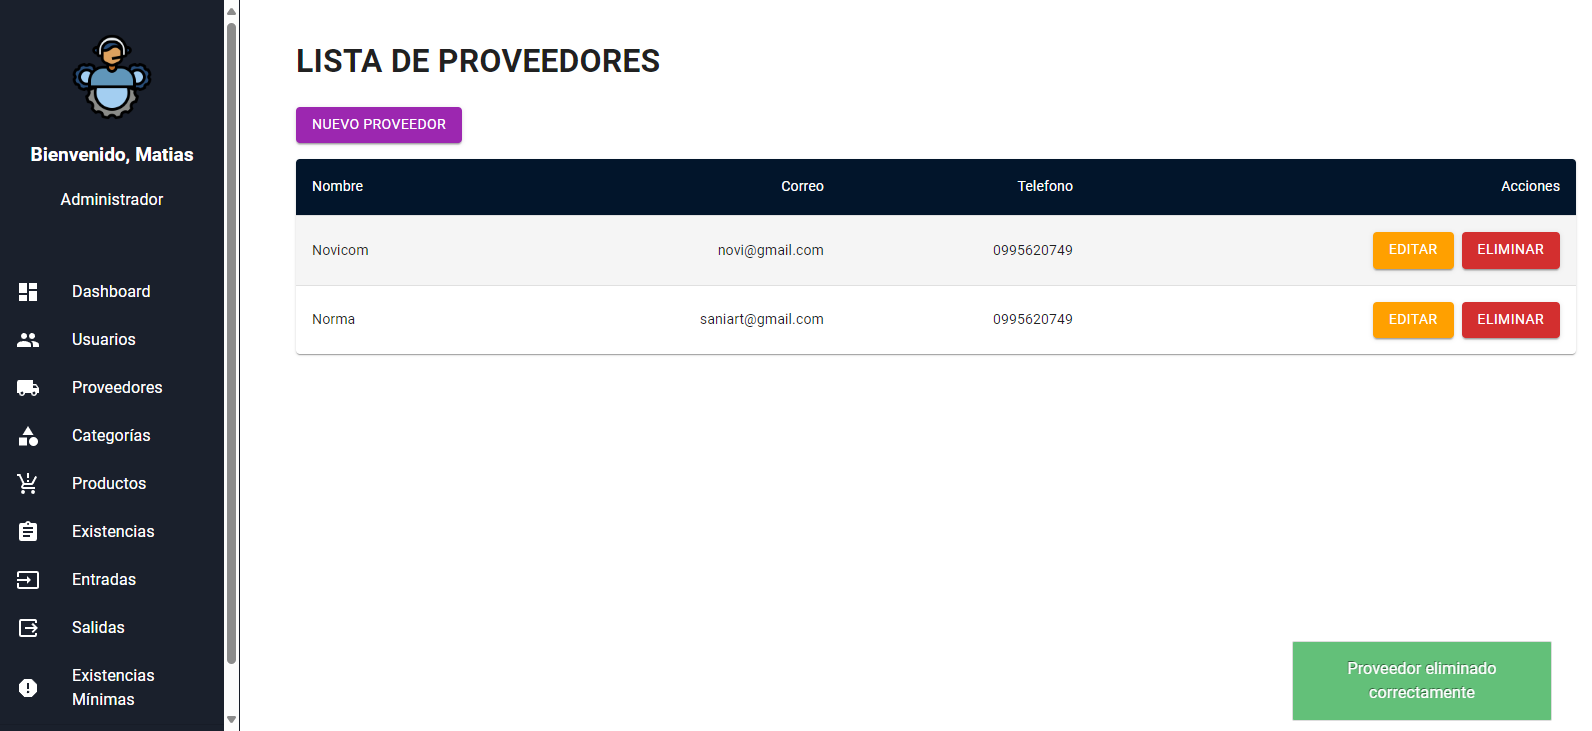 Bienvenido, Matias
Administrador
Dashboard
Usuarios
Proveedores
Categorías
Productos
Existencias
Entradas
Salidas
Existencias
Mínimas
LISTA DE PROVEEDORES
NUEVO PROVEEDOR
Nombre Correo Telefono Acciones
Novicom novi@gmail.com 0995620749 EDITAR ELIMINAR
Norma saniart@gmail.com 0995620749 EDITAR ELIMINAR
Proveedor eliminado
correctamente